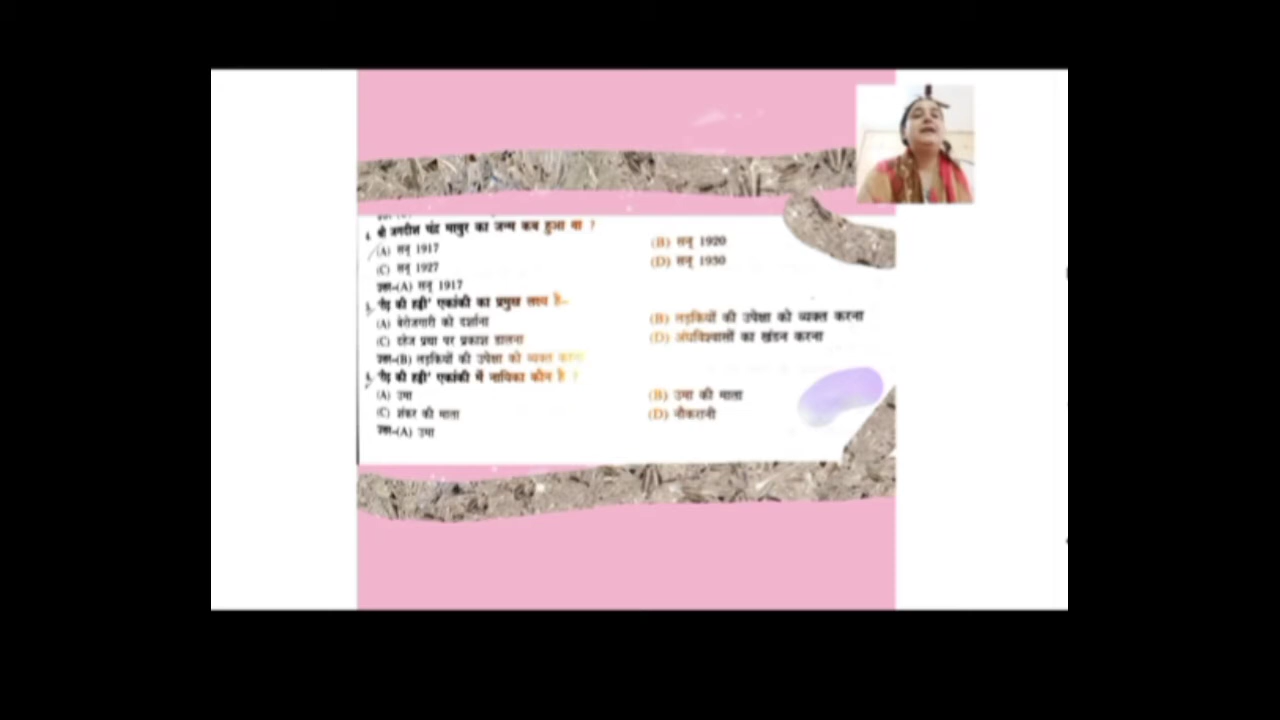 4. श्री जगदीश चंद्र माथुर का जन्म कब हुआ था ?
(A) सन् 1917 (B) सन् 1920
(C) सन् 1927 (D) सन् 1930
उत्तर-(A) सन् 1917
5. 'रीढ़ की हड्डी' एकांकी का प्रमुख लक्ष्य है-
(A) बेरोजगारी को दर्शाना (B) लड़कियों की उपेक्षा को व्यक्त करना
(C) दहेज प्रथा पर प्रकाश डालना (D) अंधविश्वासों का खंडन करना
उत्तर-(B) लड़कियों की उपेक्षा को व्यक्त करना
'रीढ़ की हड्डी' एकांकी में नायिका कौन है ?
(A) उमा (B) उमा की माता
(C) शंकर की माता (D) नौकरानी
उत्तर-(A) उमा